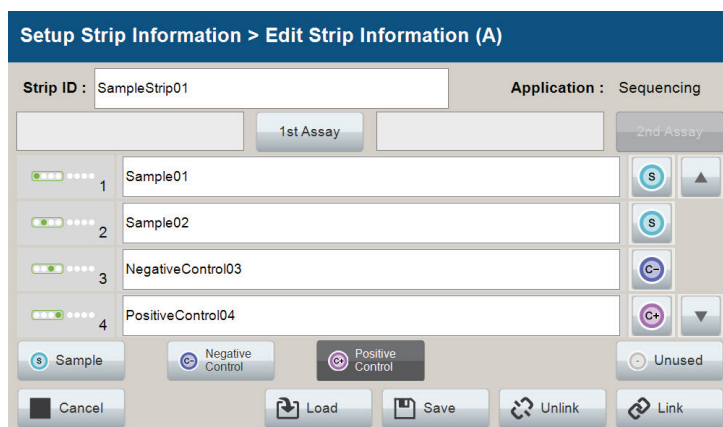 Setup Strip Information > Edit Strip Information (A)
Strip ID : SampleStrip01 Application : Sequencing
1st Assay 2nd Assay
1 Sample01 S
2 Sample02 S
3 NegativeControl03 C-
4 PositiveControl04 C+
S Sample C- Negative Control C+ Positive Control - Unused
Cancel Load Save Unlink Link